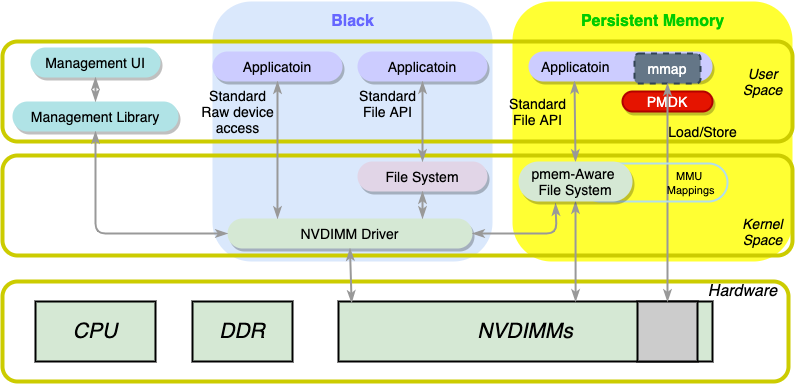 Black
Persistent Memory
Management UI
Applicatoin
Applicatoin
Applicatoin
mmap
User
Space
Management Library
Standard
Raw device
access
Standard
File API
Standard
File API
PMDK
Load/Store
File System
pmem-Aware
File System
MMU
Mappings
NVDIMM Driver
Kernel
Space
Hardware
CPU
DDR
NVDIMMs